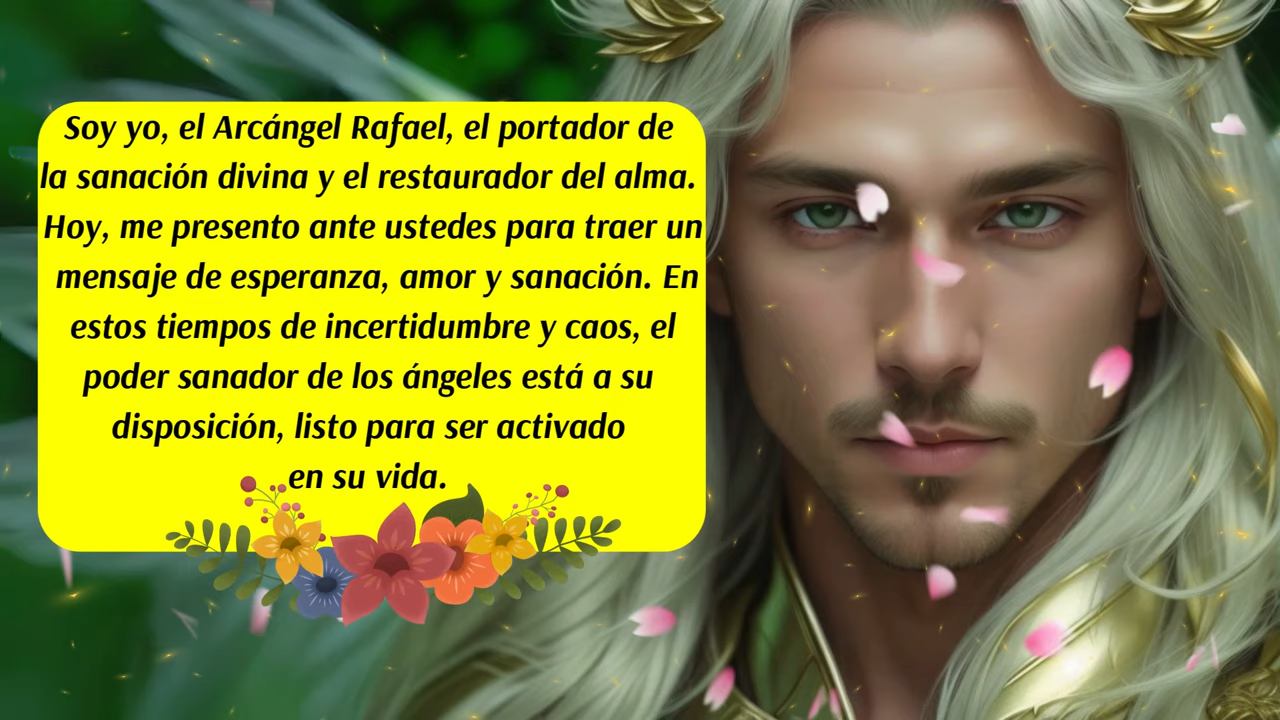 Soy yo, el Arcángel Rafael, el portador de
la sanación divina y el restaurador del alma.
Hoy, me presento ante ustedes para traer un
mensaje de esperanza, amor y sanación. En
estos tiempos de incertidumbre y caos, el
poder sanador de los ángeles está a su
disposición, listo para ser activado
en su vida.